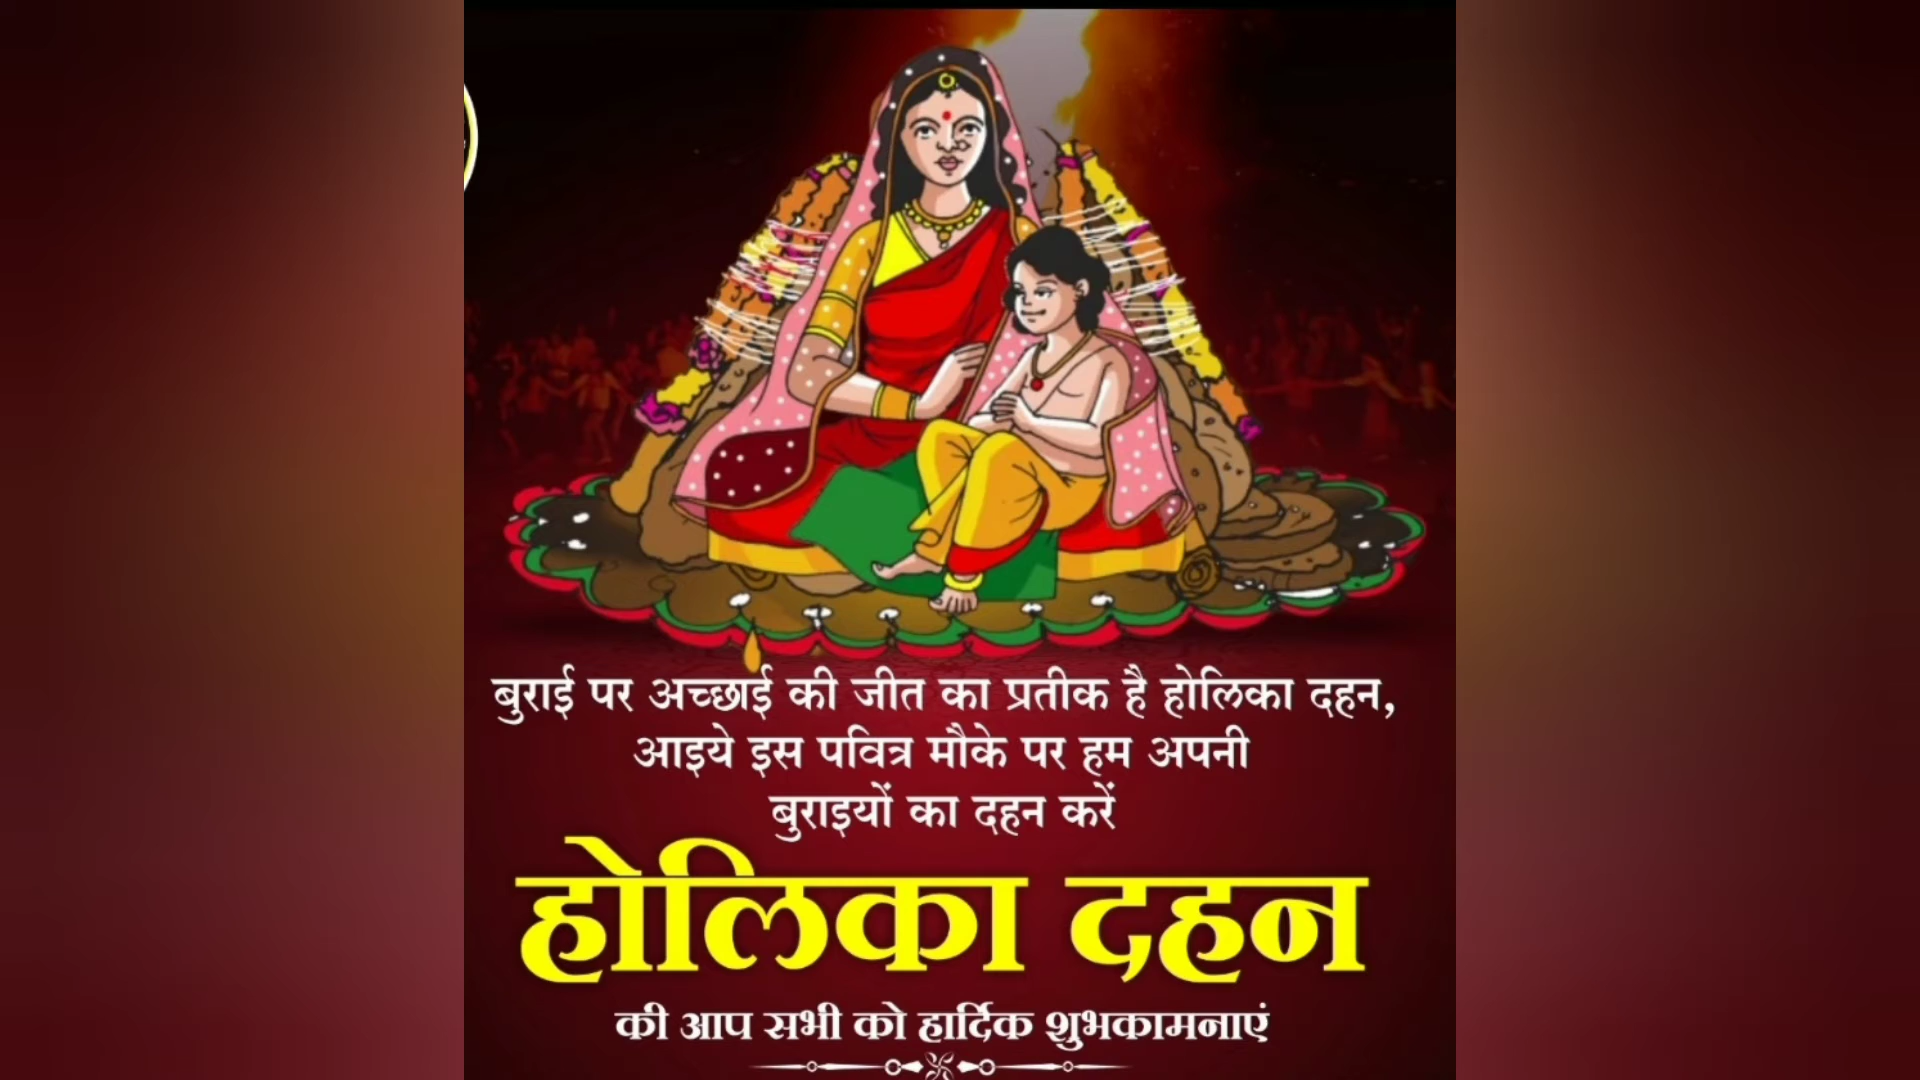 बुराई पर अच्छाई की जीत का प्रतीक है होलिका दहन,
आइये इस पवित्र मौके पर हम अपनी
बुराइयों का दहन करें
होलिका दहन
की आप सभी को हार्दिक शुभकामनाएं